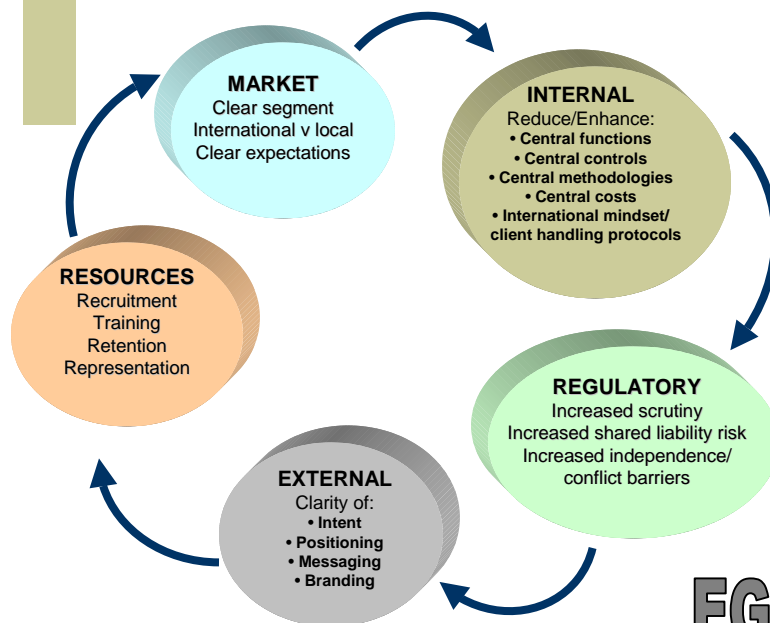 MARKET
Clear segment
International v local
Clear expectations
INTERNAL
Reduce/Enhance:
• Central functions
• Central controls
• Central methodologies
• Central costs
• International mindset/
client handling protocols
REGULATORY
Increased scrutiny
Increased shared liability risk
Increased independence/
conflict barriers
EXTERNAL
Clarity of:
• Intent
• Positioning
• Messaging
• Branding
RESOURCES
Recruitment
Training
Retention
Representation